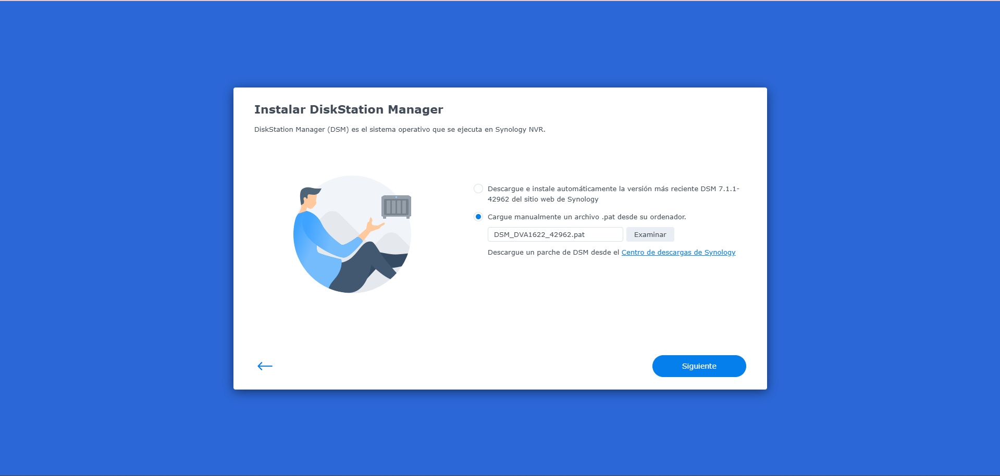 Instalar DiskStation Manager
DiskStation Manager (DSM) es el sistema operativo que se ejecuta en Synology NVR.
Descargue e instale automáticamente la versión más reciente DSM 7.1.1-
42962 del sitio web de Synology
Cargue manualmente un archivo .pat desde su ordenador.
DSM_DVA1622_42962.pat Examinar
Descargue un parche de DSM desde el Centro de descargas de Synology
Siguiente